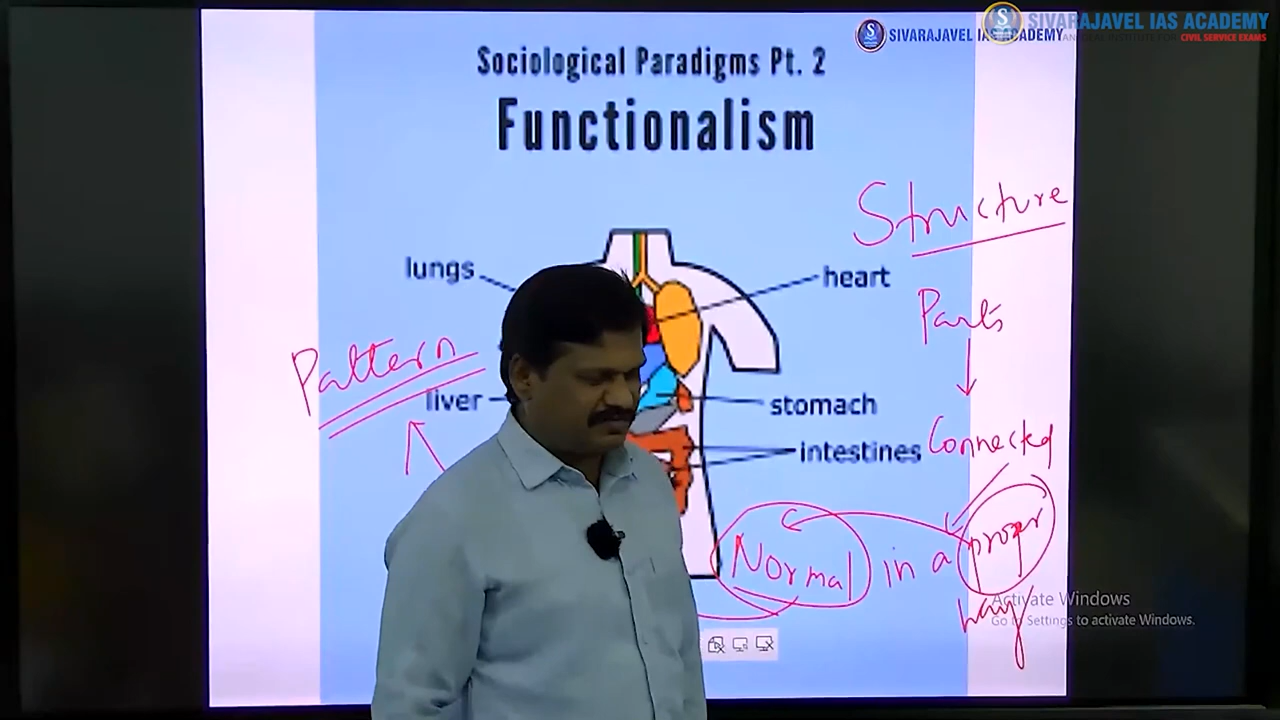 SIVARAJAVEL IAS ACADEMY
SIVARAJAVEL IAS ACADEMY
CIVIL SERVICE EXAMS
Sociological Paradigms Pt. 2
Functionalism
Structure
lungs
heart
Parts
Pattern
liver
stomach
intestines
Connected
Normal in a proper
way
Activate Windows
Go to Settings to activate Windows.